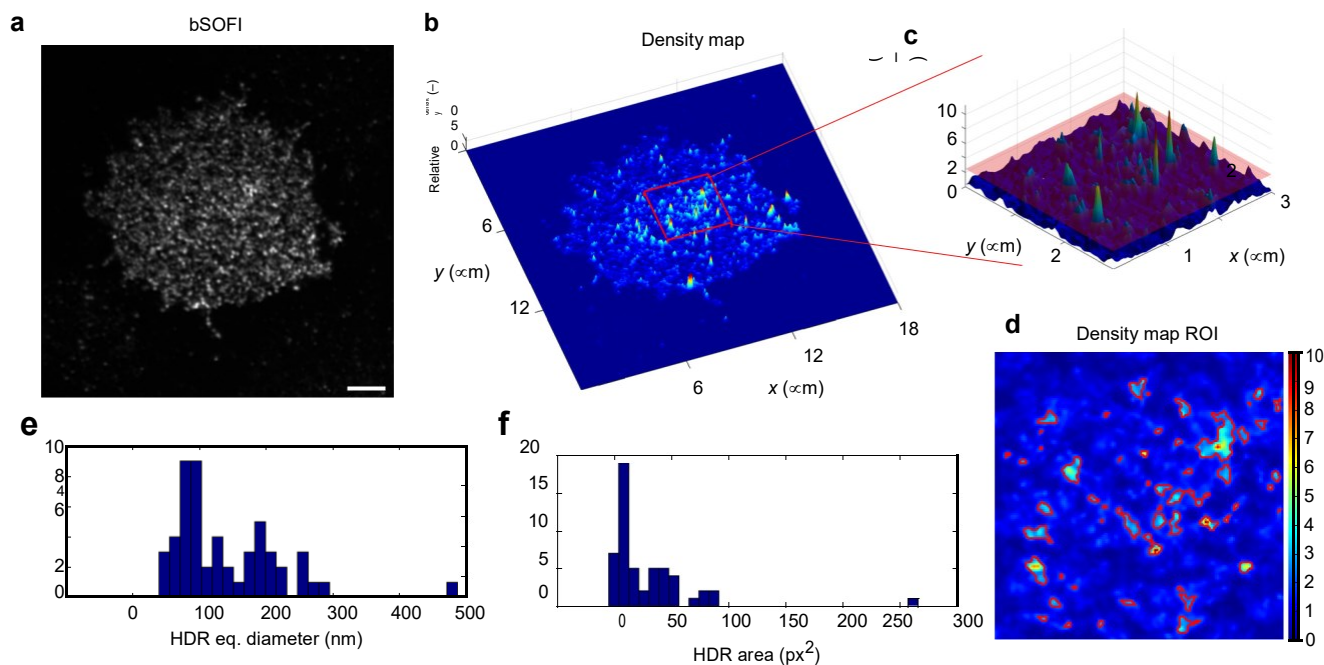 a
bSOFI
b
Density map
Relative
(–)
0
5
0
6
12
y (∝m)
6
12
18
x (∝m)
c
10
8
6
4
2
0
2
y (∝m)
2
1
3
x (∝m)
d
Density map ROI
10
9
8
7
6
5
4
3
2
1
0
e
10
8
4
6
4
2
0
0 100 200 300 400 500
HDR eq. diameter (nm)
f
20
15
10
5
0
0 50 100 150 200 250 300
HDR area (px²)